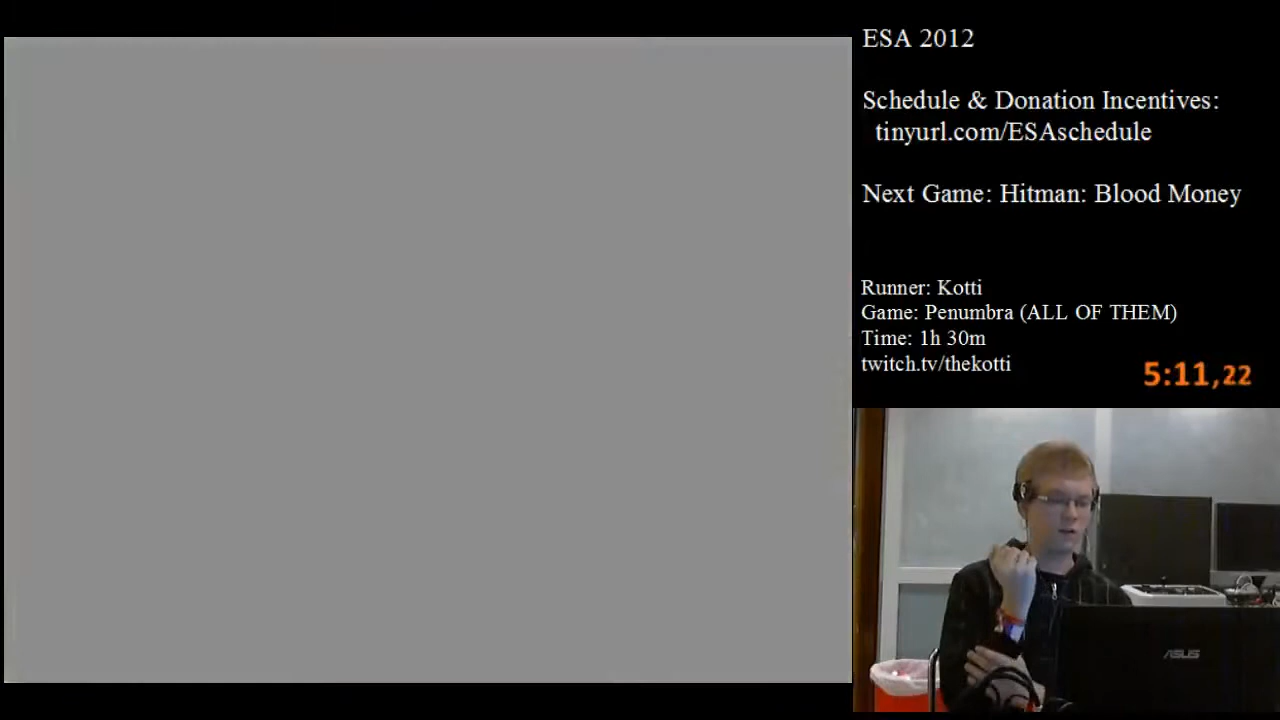 ESA 2012
Schedule & Donation Incentives:
tinyurl.com/ESAschedule
Next Game: Hitman: Blood Money
Runner: Kotti
Game: Penumbra (ALL OF THEM)
Time: 1h 30m
twitch.tv/thekotti
5:11,22
ASUS